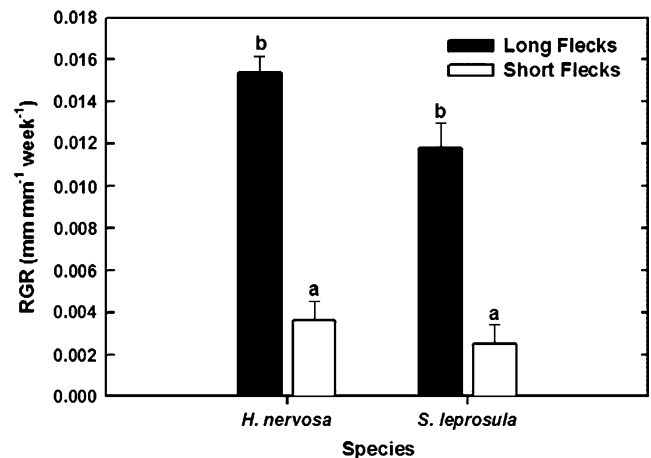 0.018
0.016
0.014
0.012
0.010
0.008
0.006
0.004
0.002
0.000
RGR (mm mm⁻¹ week⁻¹)
Long Flecks
Short Flecks
b
a
b
a
H. nervosa
S. leprosula
Species